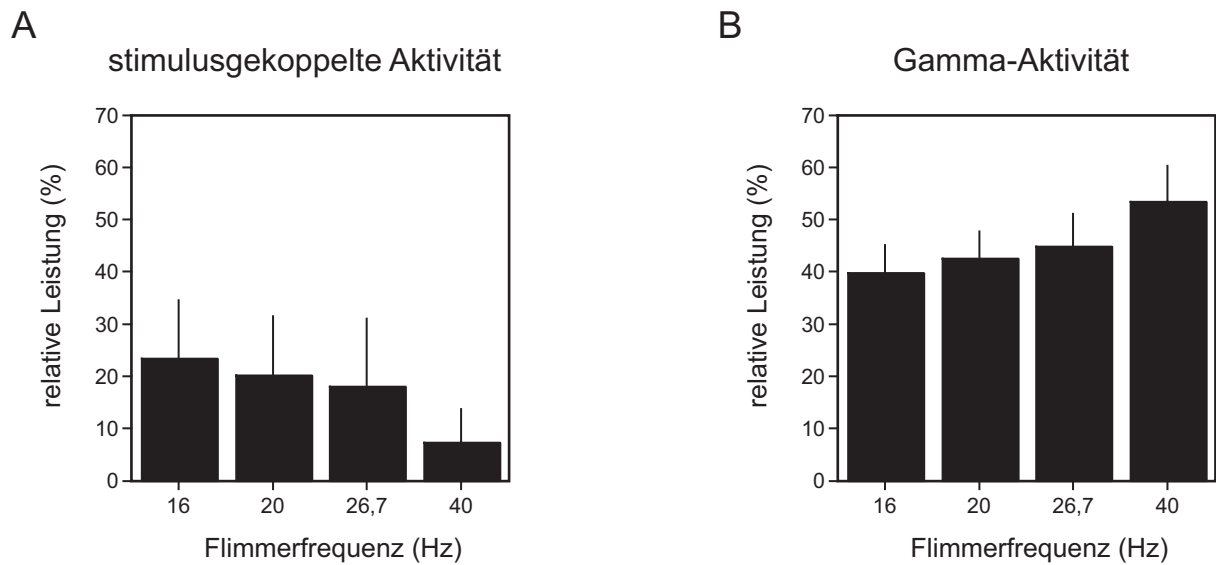 A
stimulusgekoppelte Aktivität
relative Leistung (%)
70
60
50
40
30
20
10
0
16 20 26,7 40
Flimmerfrequenz (Hz)
B
Gamma-Aktivität
relative Leistung (%)
70
60
50
40
30
20
10
0
16 20 26,7 40
Flimmerfrequenz (Hz)